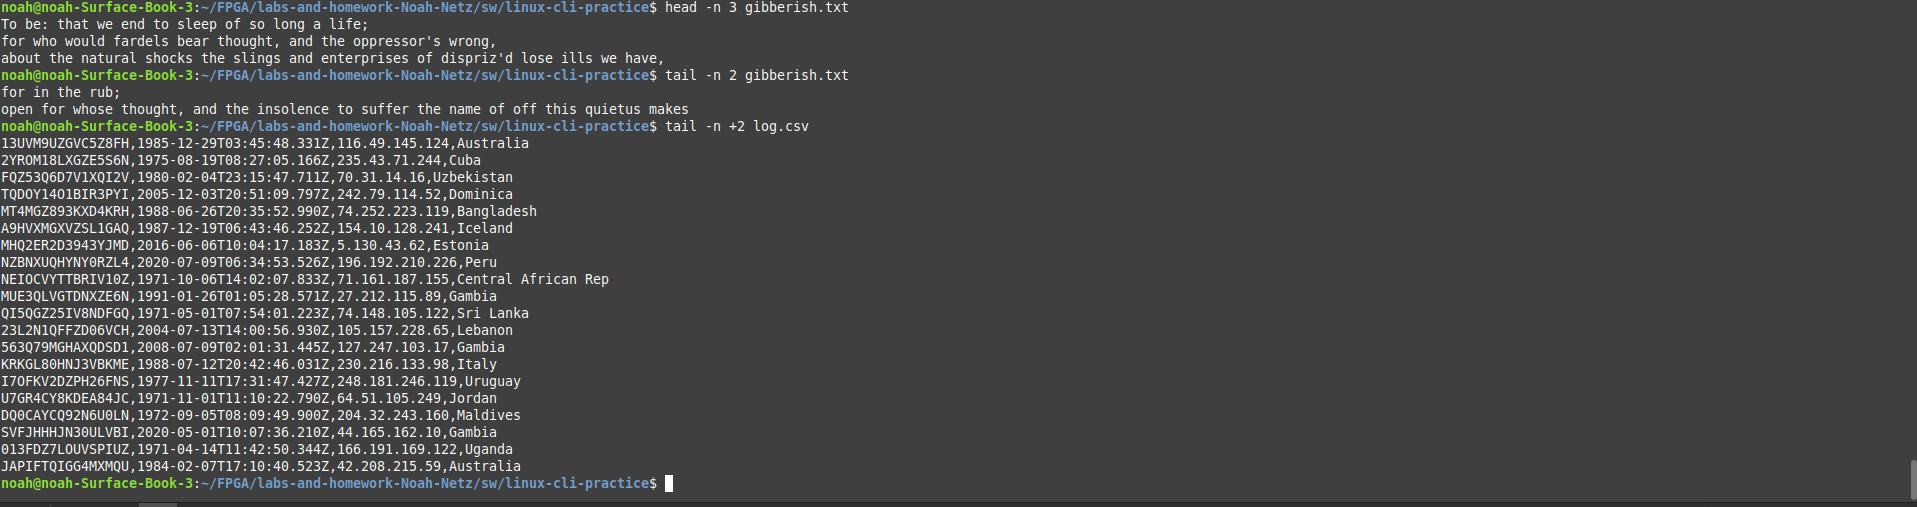 noah@noah-Surface-Book-3:~/FPGA/labs-and-homework-Noah-Netz/sw/linux-cli-practice$ head -n 3 gibberish.txt
To be: that we end to sleep of so long a life;
for who would fardels bear thought, and the oppressor's wrong,
about the natural shocks the slings and enterprises of dispriz'd lose ills we have,
noah@noah-Surface-Book-3:~/FPGA/labs-and-homework-Noah-Netz/sw/linux-cli-practice$ tail -n 2 gibberish.txt
for in the rub;
open for whose thought, and the insolence to suffer the name of off this quietus makes
noah@noah-Surface-Book-3:~/FPGA/labs-and-homework-Noah-Netz/sw/linux-cli-practice$ tail -n +2 log.csv
13UVM9UZGVC5Z8FH,1985-12-29T03:45:48.331Z,116.49.145.124,Australia
2YROM18LXGZE5S6N,1975-08-19T08:27:05.166Z,235.43.71.244,Cuba
FQZ53Q6D7V1XQI2V,1980-02-04T23:15:47.711Z,70.31.14.16,Uzbekistan
TQDOY14O1BIR3PYI,2005-12-03T20:51:09.797Z,242.79.114.52,Dominica
MT4MGZ893KXD4KRH,1988-06-26T20:35:52.990Z,74.252.223.119,Bangladesh
A9HVXMGXVZSL1GAQ,1987-12-19T06:43:46.252Z,154.10.128.241,Iceland
MHQ2ER2D3943YJMD,2016-06-06T10:04:17.183Z,5.130.43.62,Estonia
NZBNXUQHYNY0RZL4,2020-07-09T06:34:53.526Z,196.192.210.226,Peru
NEIOCVYTTBRIV10Z,1971-10-06T14:02:07.833Z,71.161.187.155,Central African Rep
MUE3QLVGTDNXZE6N,1991-01-26T01:05:28.571Z,27.212.115.89,Gambia
QI5QGZ25IV8NDFGQ,1971-05-01T07:54:01.223Z,74.148.105.122,Sri Lanka
23L2N1QFFZD06VCH,2004-07-13T14:00:56.930Z,105.157.228.65,Lebanon
563Q79MGHAXQDSD1,2008-07-09T02:01:31.445Z,127.247.103.17,Gambia
KRKGL80HNJ3VBKME,1988-07-12T20:42:46.031Z,230.216.133.98,Italy
I7OFKV2DZPH26FNS,1977-11-11T17:31:47.427Z,248.181.246.119,Uruguay
U7GR4CY8KDEA84JC,1971-11-01T11:10:22.790Z,64.51.105.249,Jordan
DQ0CAYCQ92N6U0LN,1972-09-05T08:09:49.900Z,204.32.243.160,Maldives
SVFJHHHJN30ULVBI,2020-05-01T10:07:36.210Z,44.165.162.10,Gambia
013FDZ7LOUVSPIUZ,1971-04-14T11:42:50.344Z,166.191.169.122,Uganda
JAPIFTQIGG4MXMQU,1984-02-07T17:10:40.523Z,42.208.215.59,Australia
noah@noah-Surface-Book-3:~/FPGA/labs-and-homework-Noah-Netz/sw/linux-cli-practice$